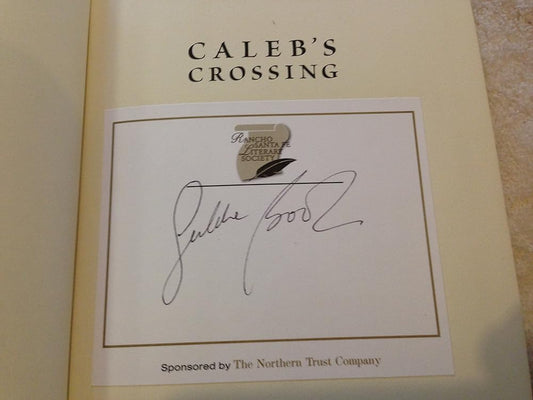 CALEB'S
CROSSING
RANCHO
SANTA FE
LITERARY
SOCIETY
Sponsored by The Northern Trust Company